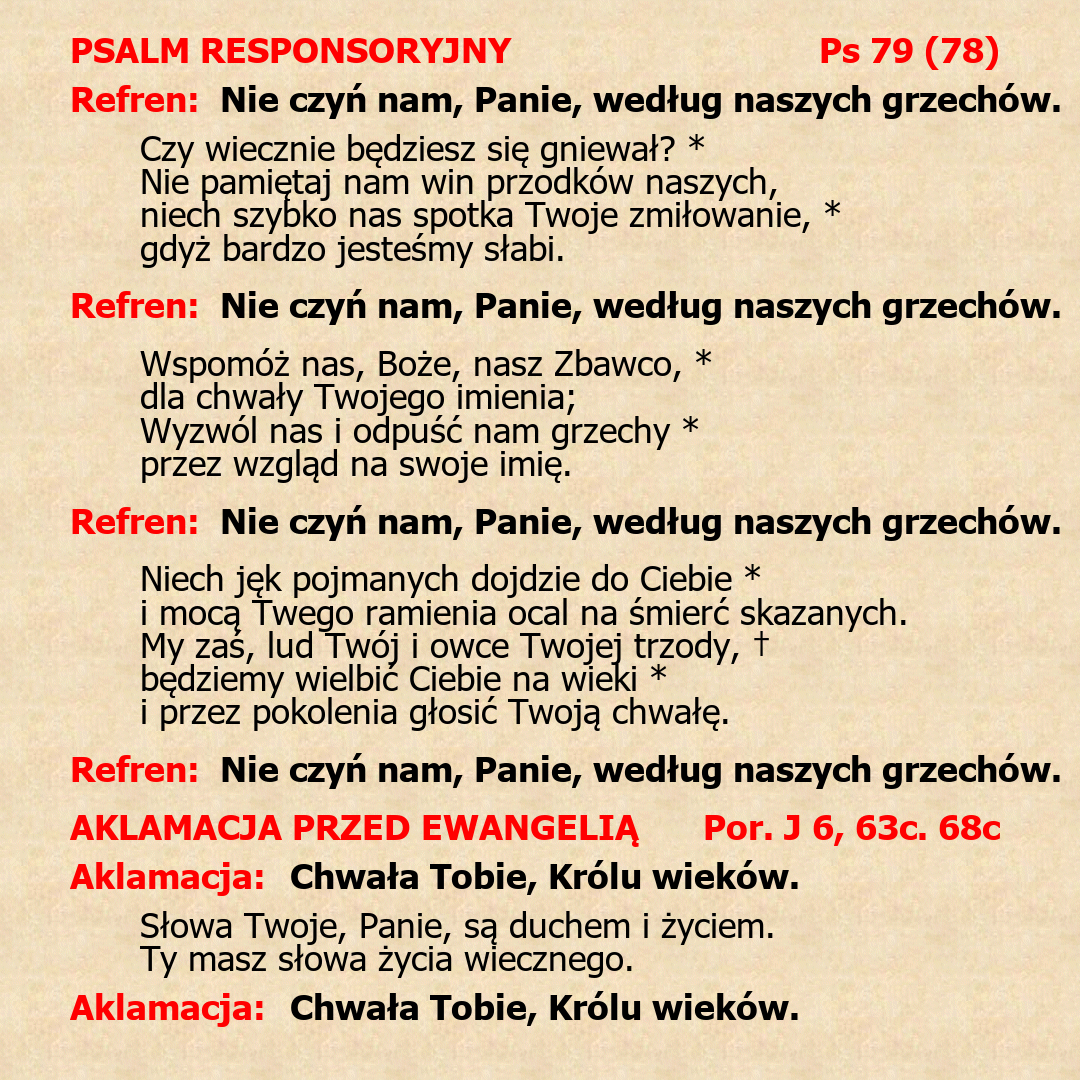 PSALM RESPONSORYJNY Ps 79 (78)
Refren: Nie czyń nam, Panie, według naszych grzechów.
Czy wiecznie będziesz się gniewał? *
Nie pamiętaj nam win przodków naszych,
niech szybko nas spotka Twoje zmiłowanie, *
gdyż bardzo jesteśmy słabi.
Refren: Nie czyń nam, Panie, według naszych grzechów.
Wspomóż nas, Boże, nasz Zbawco, *
dla chwały Twojego imienia;
Wyzwól nas i odpuść nam grzechy *
przez wzgląd na swoje imię.
Refren: Nie czyń nam, Panie, według naszych grzechów.
Niech jęk pojmanych dojdzie do Ciebie *
i mocą Twego ramienia ocal na śmierć skazanych.
My zaś, lud Twój i owce Twojej trzody, †
będziemy wielbić Ciebie na wieki *
i przez pokolenia głosić Twoją chwałę.
Refren: Nie czyń nam, Panie, według naszych grzechów.
AKLAMACJA PRZED EWANGELIĄ Por. J 6, 63c. 68c
Aklamacja: Chwała Tobie, Królu wieków.
Słowa Twoje, Panie, są duchem i życiem.
Ty masz słowa życia wiecznego.
Aklamacja: Chwała Tobie, Królu wieków.